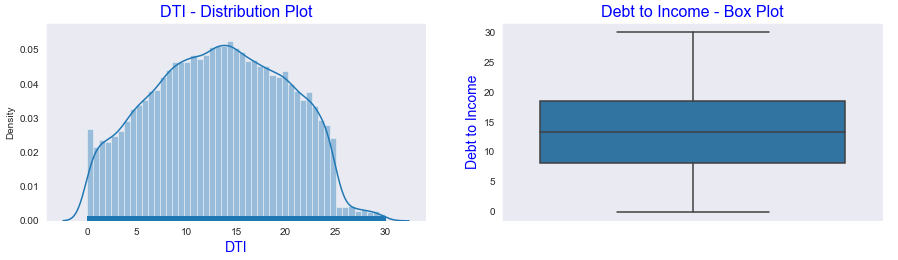 DTI - Distribution Plot
Density
0.05
0.04
0.03
0.02
0.01
0.00
0 5 10 15 20 25 30
DTI
Debt to Income - Box Plot
Debt to Income
30
25
20
15
10
5
0